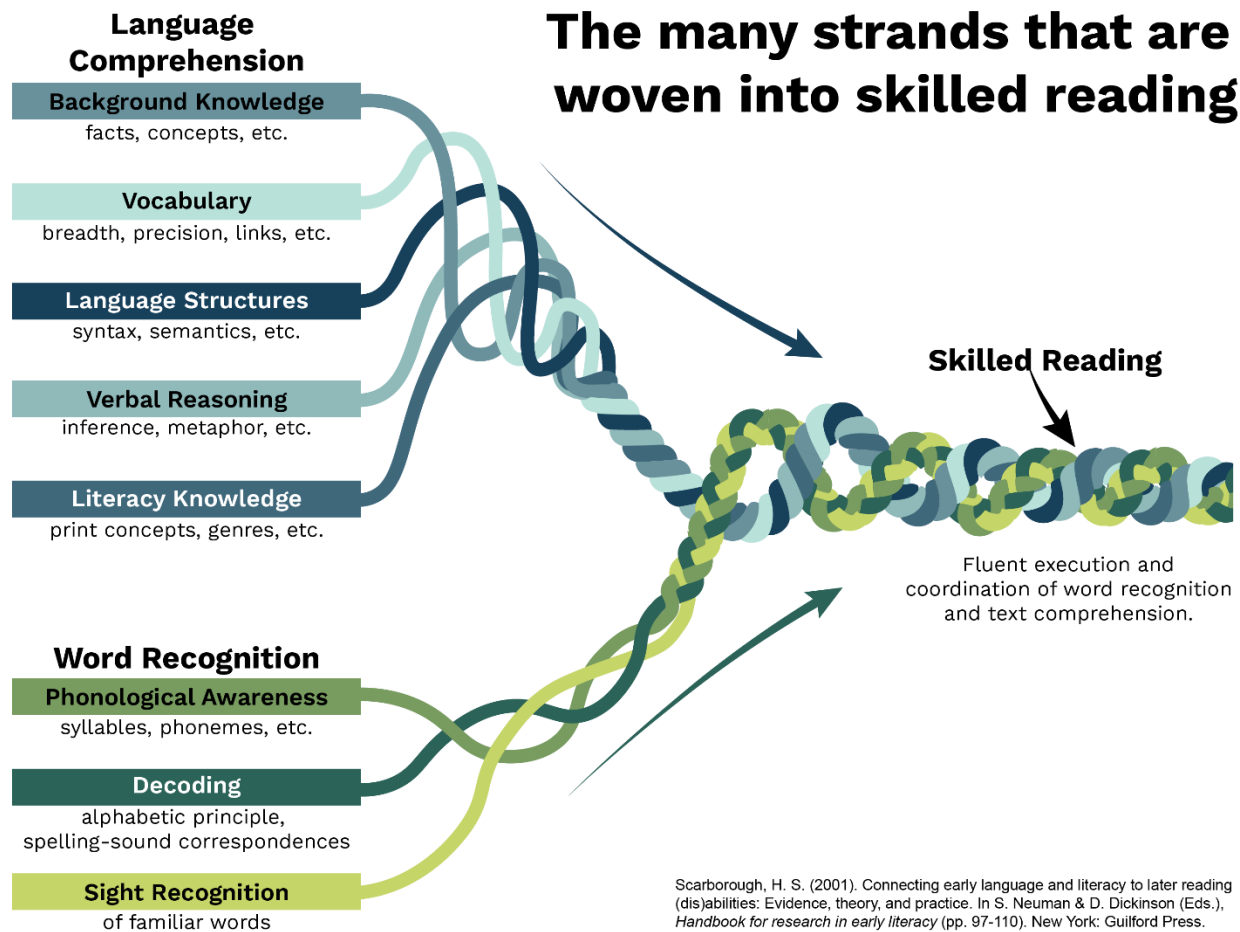 The many strands that are
woven into skilled reading
Language
Comprehension
Background Knowledge
facts, concepts, etc.
Vocabulary
breadth, precision, links, etc.
Language Structures
syntax, semantics, etc.
Verbal Reasoning
inference, metaphor, etc.
Literacy Knowledge
print concepts, genres, etc.
Word Recognition
Phonological Awareness
syllables, phonemes, etc.
Decoding
alphabetic principle,
spelling-sound correspondences
Sight Recognition
of familiar words
Skilled Reading
Fluent execution and
coordination of word recognition
and text comprehension.
Scarborough, H. S. (2001). Connecting early language and literacy to later reading
(dis)abilities: Evidence, theory, and practice. In S. Neuman & D. Dickinson (Eds.),
Handbook for research in early literacy (pp. 97-110). New York: Guilford Press.